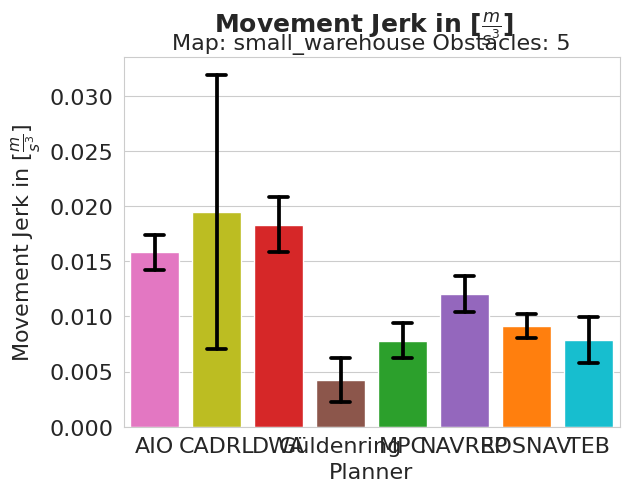 Movement Jerk in [m/s³]
Map: small_warehouse Obstacles: 5
Movement Jerk in [m/s³]
0.030
0.025
0.020
0.015
0.010
0.005
0.000
AIO CADRL DWA Güldenring MPC NAVREP ROSNAV TEB
Planner